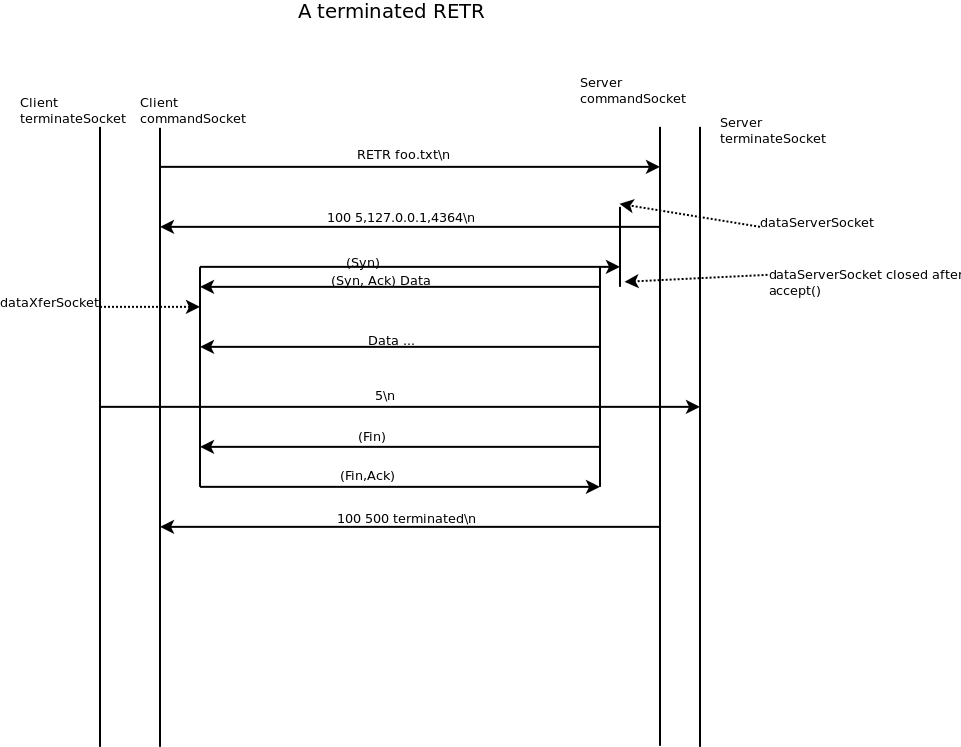 A terminated RETR
Server
commandSocket
Client
terminateSocket
Client
commandSocket
Server
terminateSocket
RETR foo.txt\n
100 5,127.0.0.1,4364\n
dataServerSocket
(Syn)
(Syn, Ack) Data
dataServerSocket closed after
accept()
dataXferSocket
Data ...
5\n
(Fin)
(Fin,Ack)
100 500 terminated\n